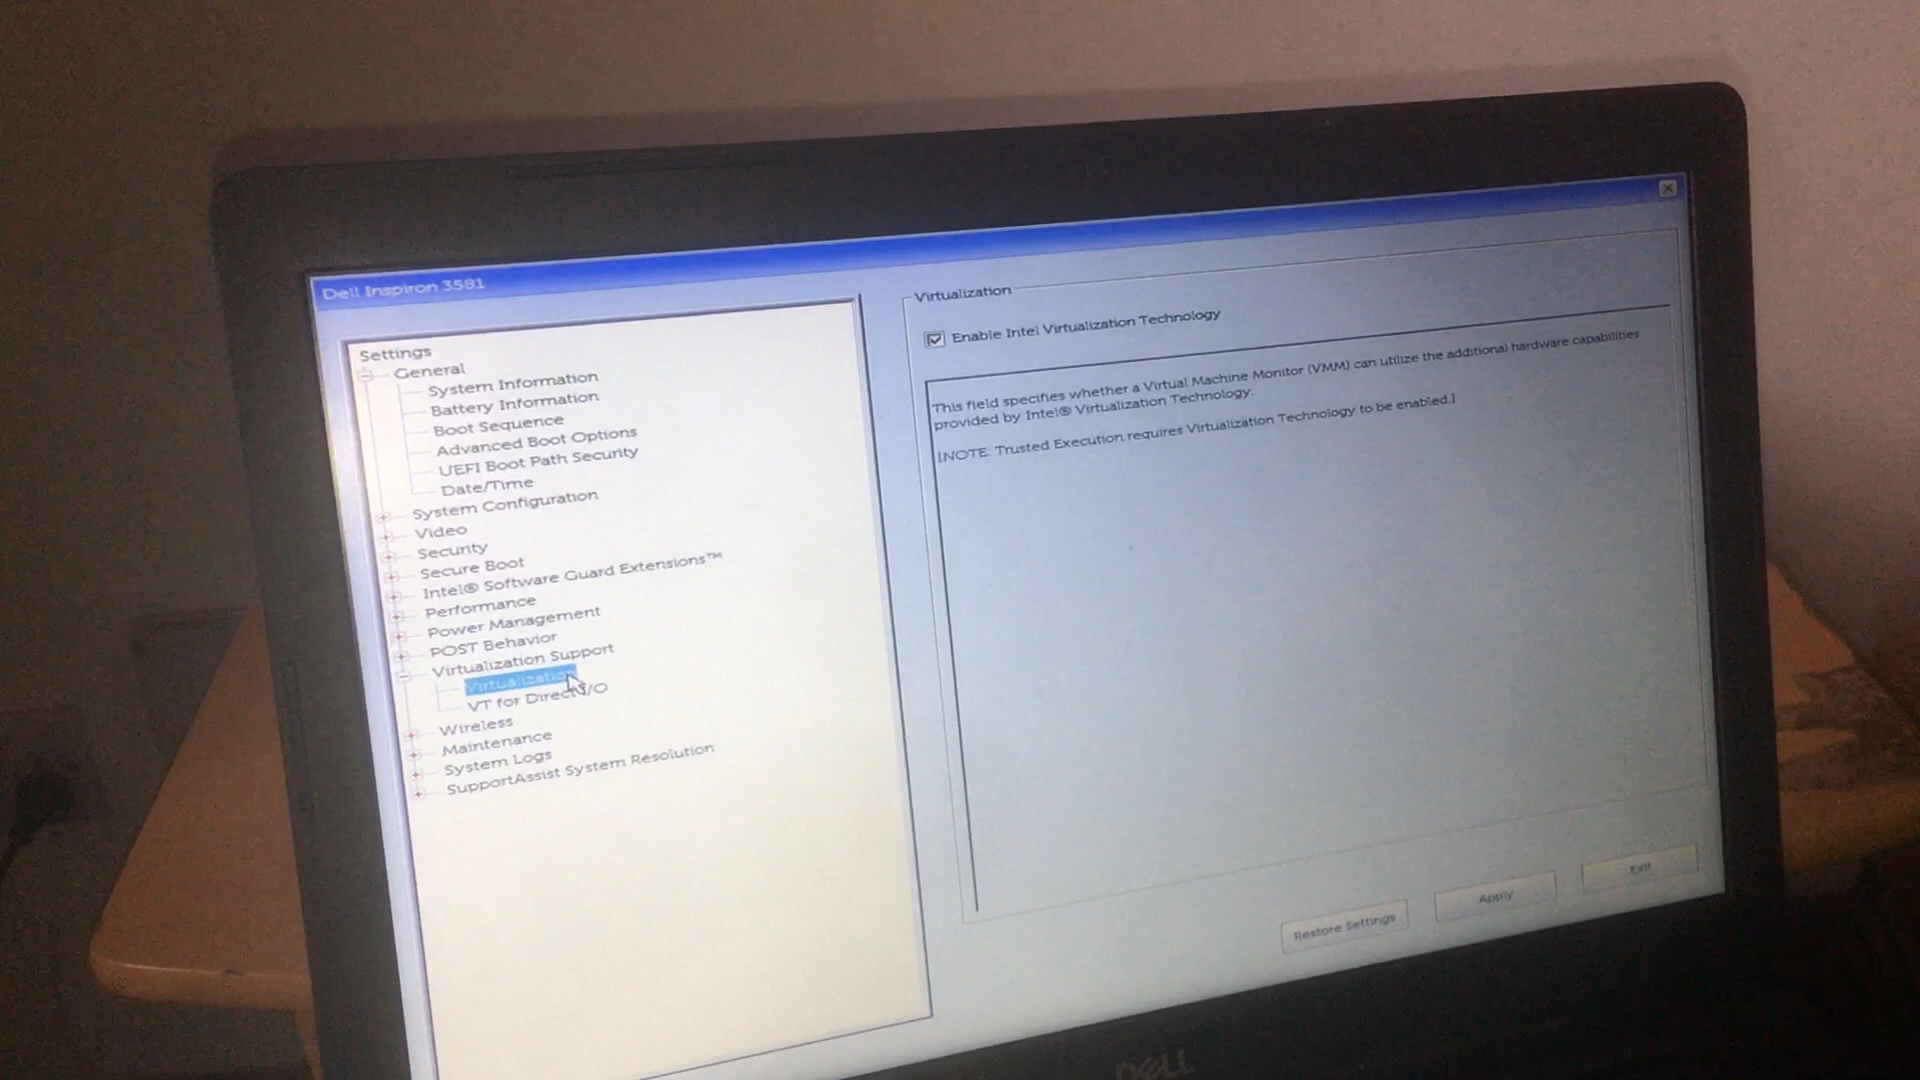 Dell Inspiron 3581
Settings
General
System Information
Battery Information
Boot Sequence
Advanced Boot Options
UEFI Boot Path Security
Date/Time
System Configuration
Video
Security
Secure Boot
Intel® Software Guard Extensions™
Performance
Power Management
POST Behavior
Virtualization Support
Virtualization
VT for Direct I/O
Wireless
Maintenance
System Logs
SupportAssist System Resolution
Virtualization
Enable Intel Virtualization Technology
This field specifies whether a Virtual Machine Monitor (VMM) can utilize the additional hardware capabilities
provided by Intel® Virtualization Technology.
[NOTE: Trusted Execution requires Virtualization Technology to be enabled.]
Restore Settings
Apply
Exit
DELL